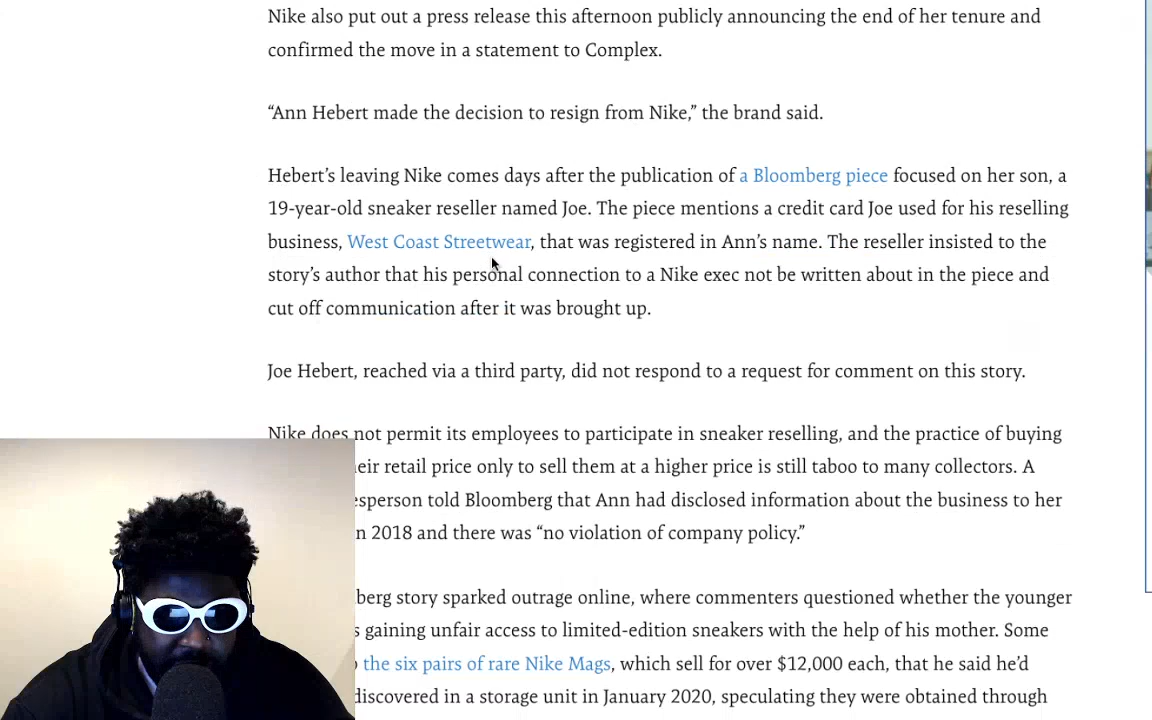 Nike also put out a press release this afternoon publicly announcing the end of her tenure and
confirmed the move in a statement to Complex.
“Ann Hebert made the decision to resign from Nike,” the brand said.
Hebert’s leaving Nike comes days after the publication of a Bloomberg piece focused on her son, a
19-year-old sneaker reseller named Joe. The piece mentions a credit card Joe used for his reselling
business, West Coast Streetwear, that was registered in Ann’s name. The reseller insisted to the
story’s author that his personal connection to a Nike exec not be written about in the piece and
cut off communication after it was brought up.
Joe Hebert, reached via a third party, did not respond to a request for comment on this story.
Nike does not permit its employees to participate in sneaker reselling, and the practice of buying
eir retail price only to sell them at a higher price is still taboo to many collectors. A
esperson told Bloomberg that Ann had disclosed information about the business to her
n 2018 and there was “no violation of company policy.”
berg story sparked outrage online, where commenters questioned whether the younger
s gaining unfair access to limited-edition sneakers with the help of his mother. Some
the six pairs of rare Nike Mags, which sell for over $12,000 each, that he said he’d
discovered in a storage unit in January 2020, speculating they were obtained through